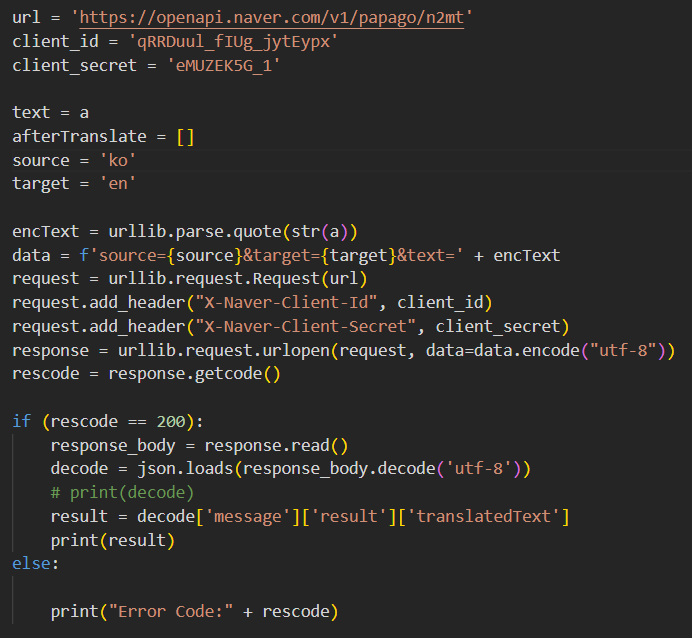 url = 'https://openapi.naver.com/v1/papago/n2mt'
client_id = 'qRRDuul_fIUg_jytEypx'
client_secret = 'eMUZEK5G_1'

text = a
afterTranslate = []
source = 'ko'
target = 'en'

encText = urllib.parse.quote(str(a))
data = f'source={source}&target={target}&text=' + encText
request = urllib.request.Request(url)
request.add_header("X-Naver-Client-Id", client_id)
request.add_header("X-Naver-Client-Secret", client_secret)
response = urllib.request.urlopen(request, data=data.encode("utf-8"))
rescode = response.getcode()

if (rescode == 200):
    response_body = response.read()
    decode = json.loads(response_body.decode('utf-8'))
    # print(decode)
    result = decode['message']['result']['translatedText']
    print(result)
else:

    print("Error Code:" + rescode)